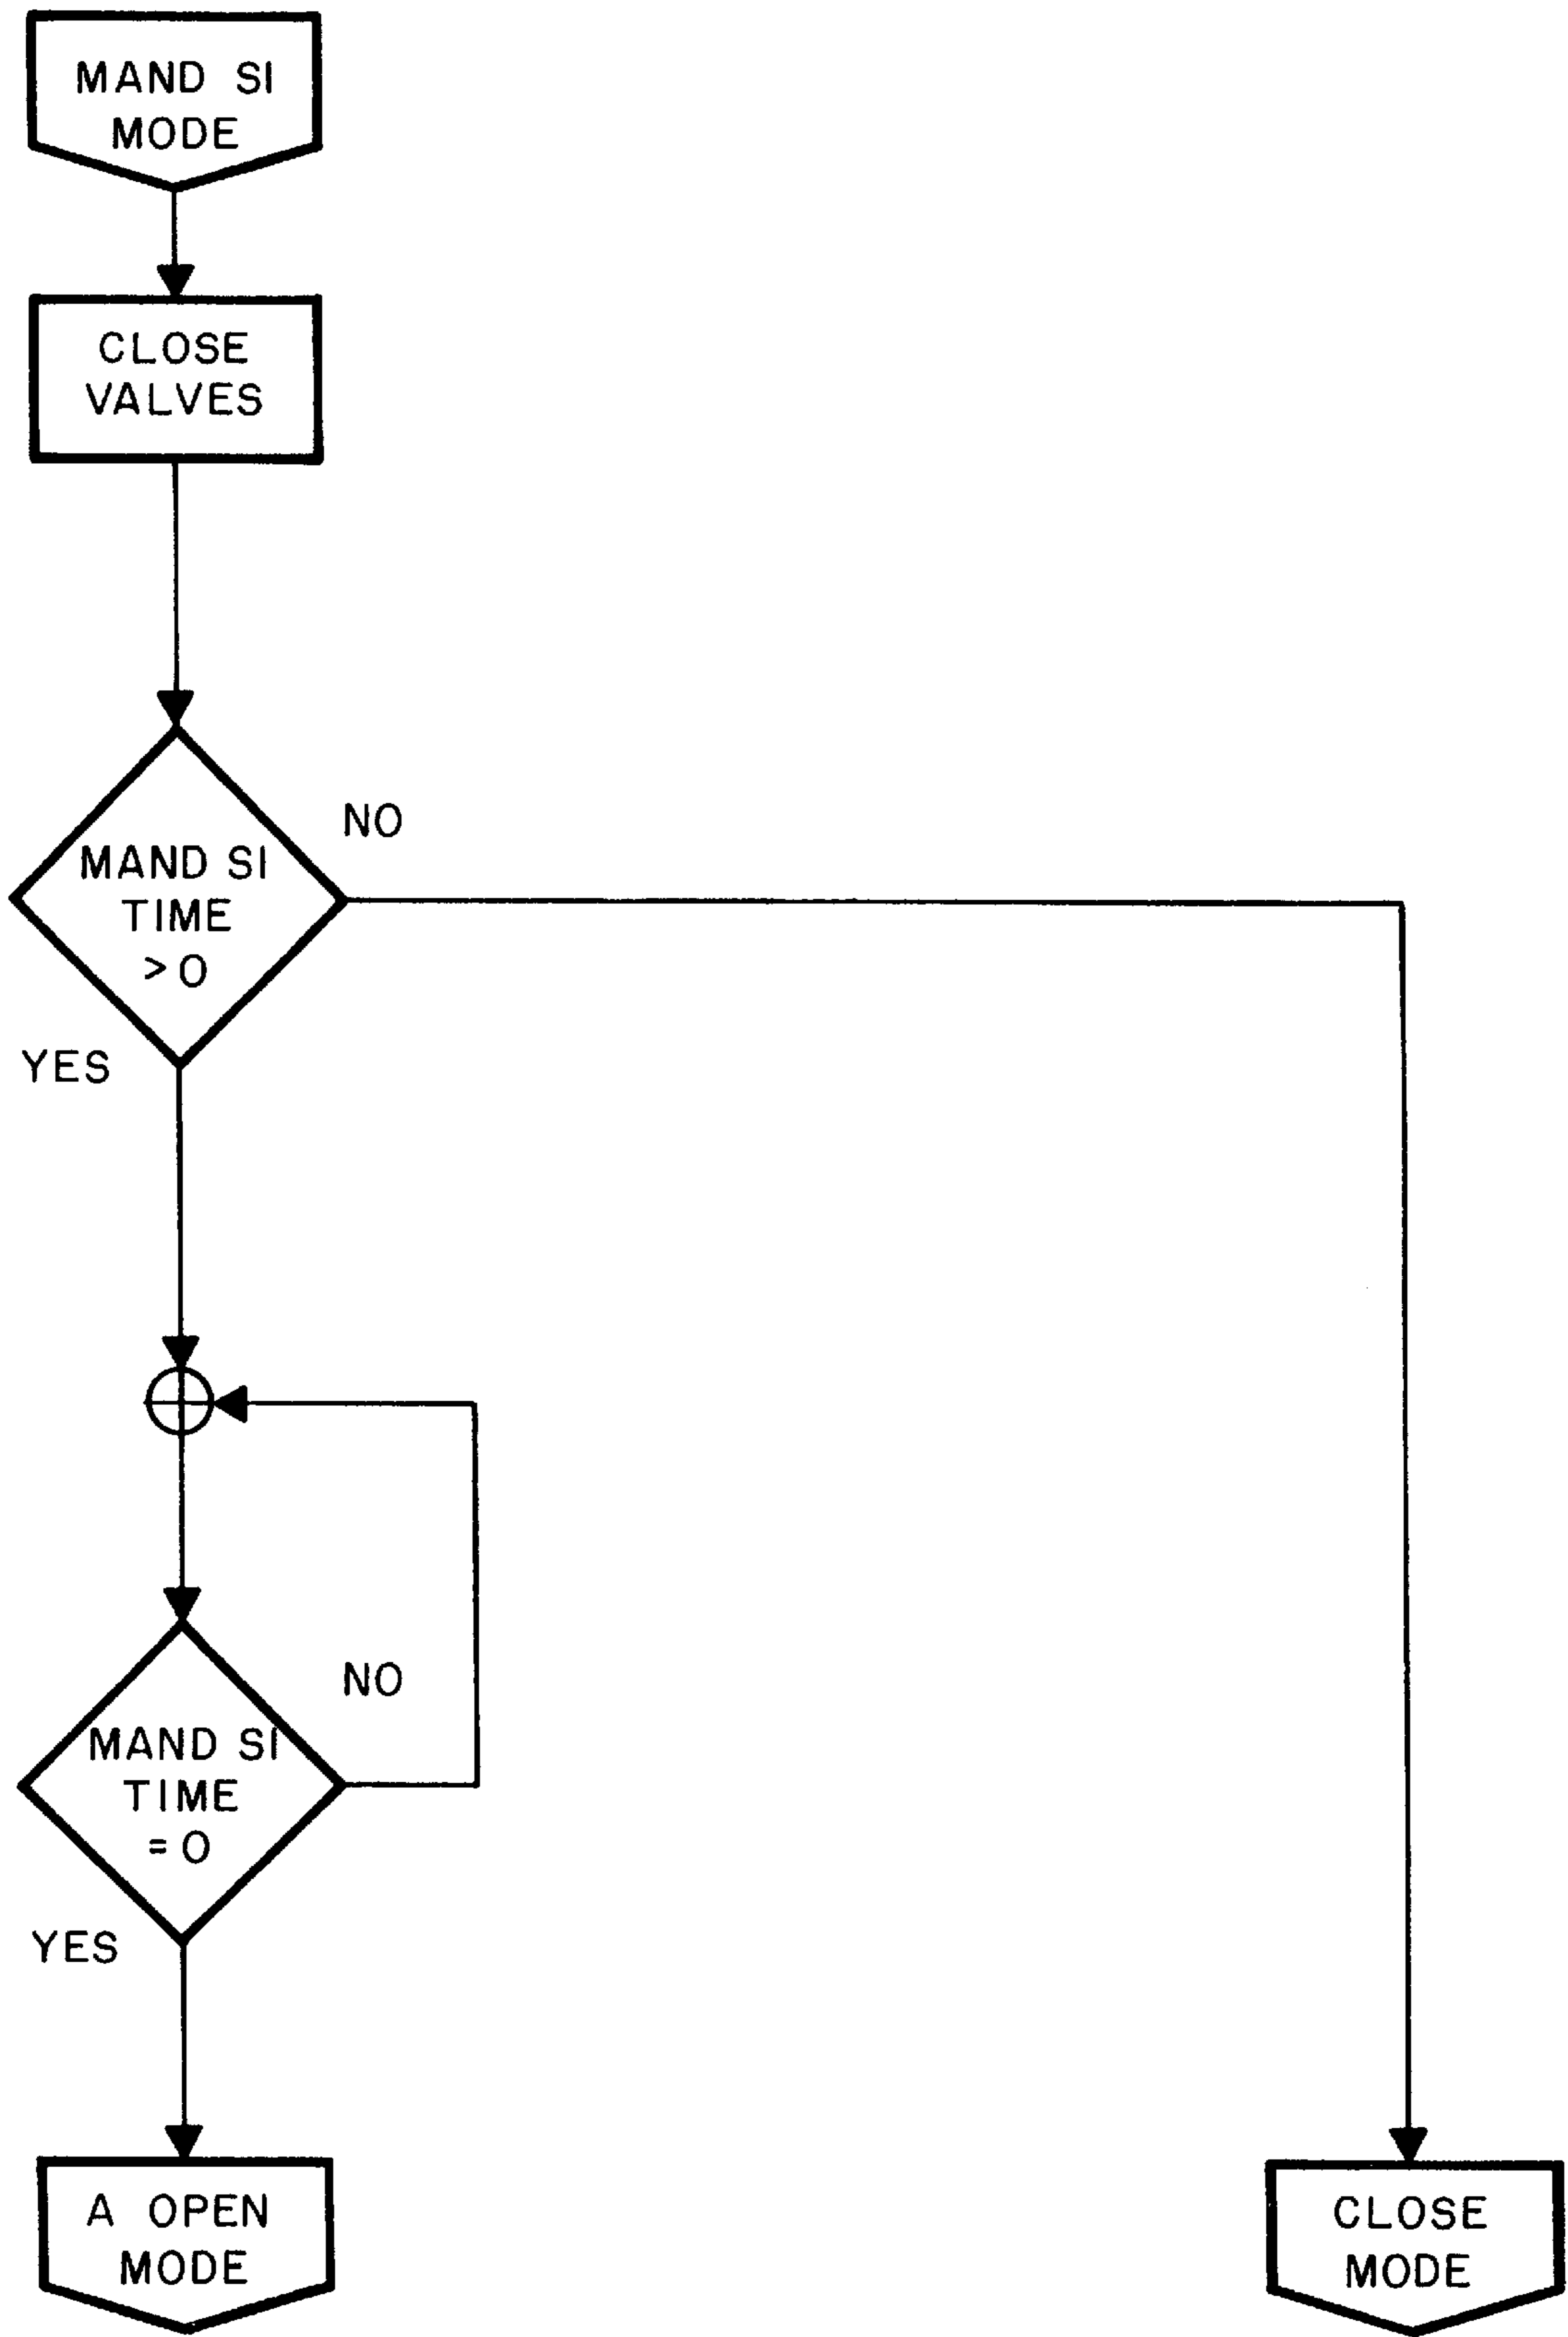 MAND SI
MODE
CLOSE
VALVES
NO
MAND SI
TIME
>0
YES
NO
MAND SI
TIME
=0
YES
A OPEN
MODE
CLOSE
MODE